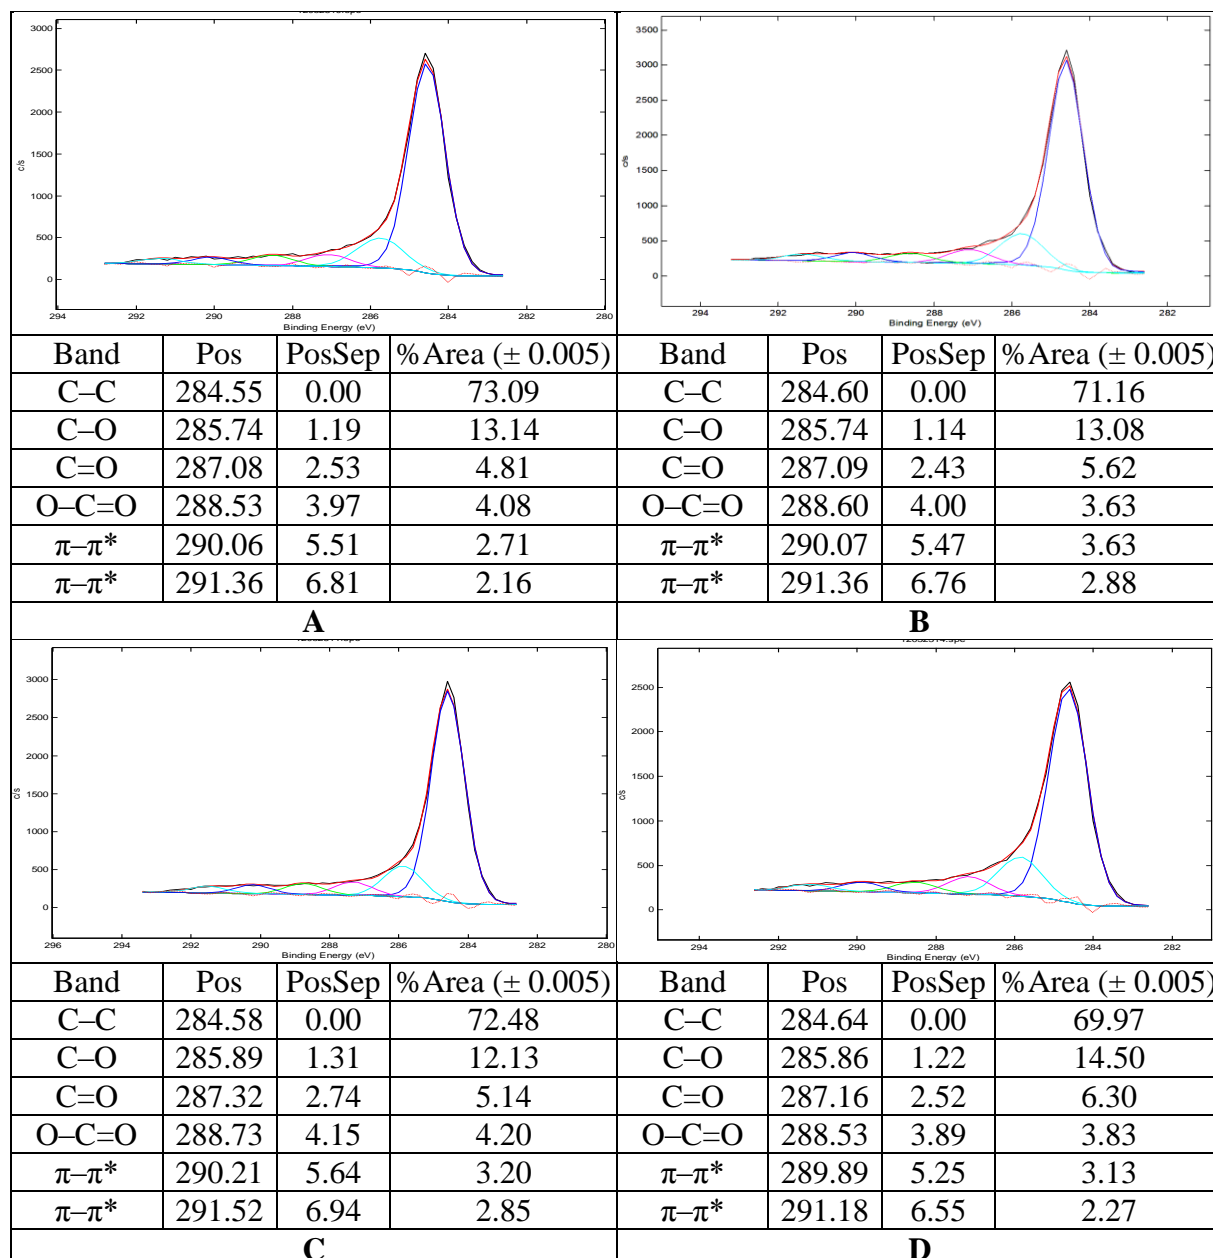 3000
2500
2000
1500
1000
500
0
c/s
294 292 290 288 286 284 282 280
Binding Energy (eV)
Band Pos PosSep %Area (± 0.005)
C–C 284.55 0.00 73.09
C–O 285.74 1.19 13.14
C=O 287.08 2.53 4.81
O–C=O 288.53 3.97 4.08
π–π* 290.06 5.51 2.71
π–π* 291.36 6.81 2.16
A
3500
3000
2500
2000
1500
1000
500
0
c/s
294 292 290 288 286 284 282
Binding Energy (eV)
Band Pos PosSep %Area (± 0.005)
C–C 284.60 0.00 71.16
C–O 285.74 1.14 13.08
C=O 287.09 2.43 5.62
O–C=O 288.60 4.00 3.63
π–π* 290.07 5.47 3.63
π–π* 291.36 6.76 2.88
B
3000
2500
2000
1500
1000
500
0
c/s
296 294 292 290 288 286 284 282 280
Binding Energy (eV)
Band Pos PosSep %Area (± 0.005)
C–C 284.58 0.00 72.48
C–O 285.89 1.31 12.13
C=O 287.32 2.74 5.14
O–C=O 288.73 4.15 4.20
π–π* 290.21 5.64 3.20
π–π* 291.52 6.94 2.85
C
2500
2000
1500
1000
500
0
c/s
294 292 290 288 286 284 282
Binding Energy (eV)
Band Pos PosSep %Area (± 0.005)
C–C 284.64 0.00 69.97
C–O 285.86 1.22 14.50
C=O 287.16 2.52 6.30
O–C=O 288.53 3.89 3.83
π–π* 289.89 5.25 3.13
π–π* 291.18 6.55 2.27
D